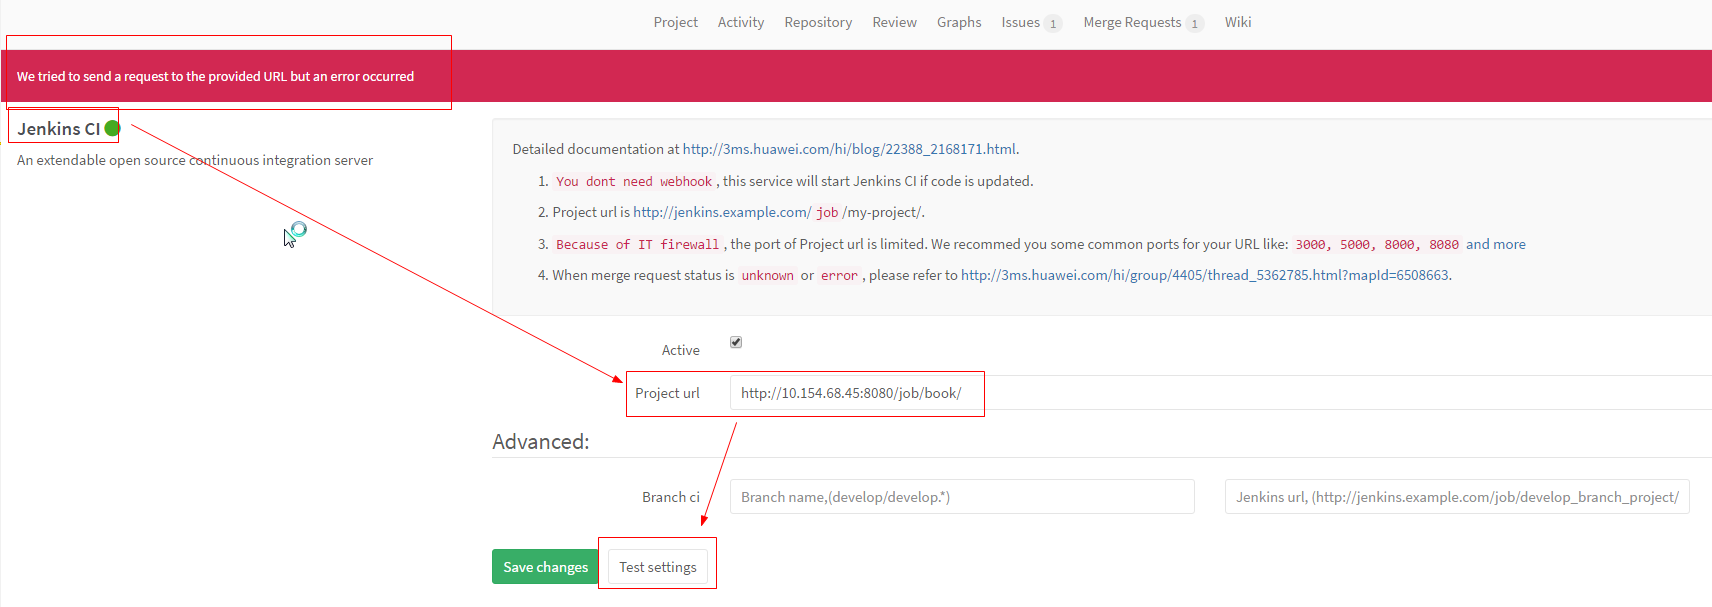 Project Activity Repository Review Graphs Issues 1 Merge Requests 1 Wiki
We tried to send a request to the provided URL but an error occurred
Jenkins CI
An extendable open source continuous integration server
Detailed documentation at http://3ms.huawei.com/hi/blog/22388_2168171.html.
1. You dont need webhook, this service will start Jenkins CI if code is updated.
2. Project url is http://jenkins.example.com/ job /my-project/.
3. Because of IT firewall, the port of Project url is limited. We recommed you some common ports for your URL like: 3000, 5000, 8000, 8080 and more
4. When merge request status is unknown or error, please refer to http://3ms.huawei.com/hi/group/4405/thread_5362785.html?mapId=6508663.
Active
Project url http://10.154.68.45:8080/job/book/
Advanced:
Branch ci Branch name,(develop/develop.*) Jenkins url, (http://jenkins.example.com/job/develop_branch_project/
Save changes Test settings